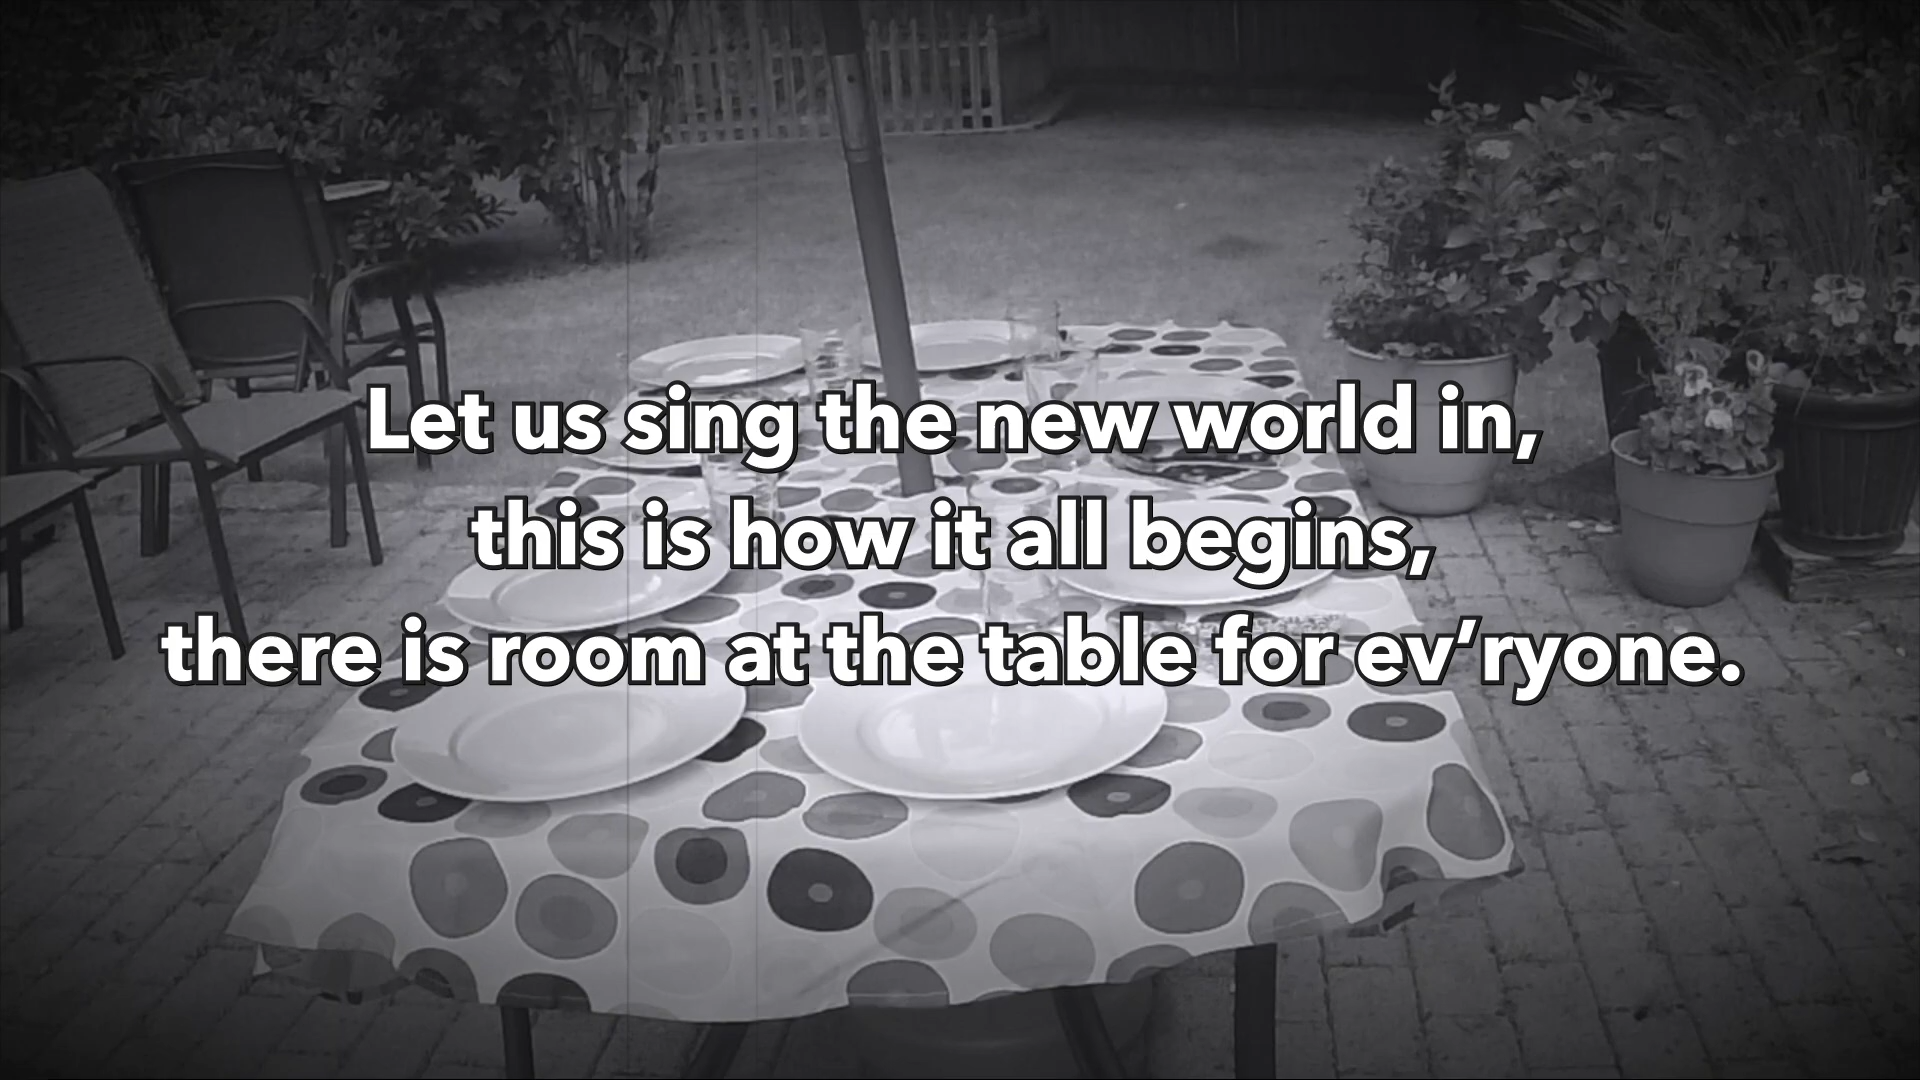 Let us sing the new world in,
this is how it all begins,
there is room at the table for ev’ryone.